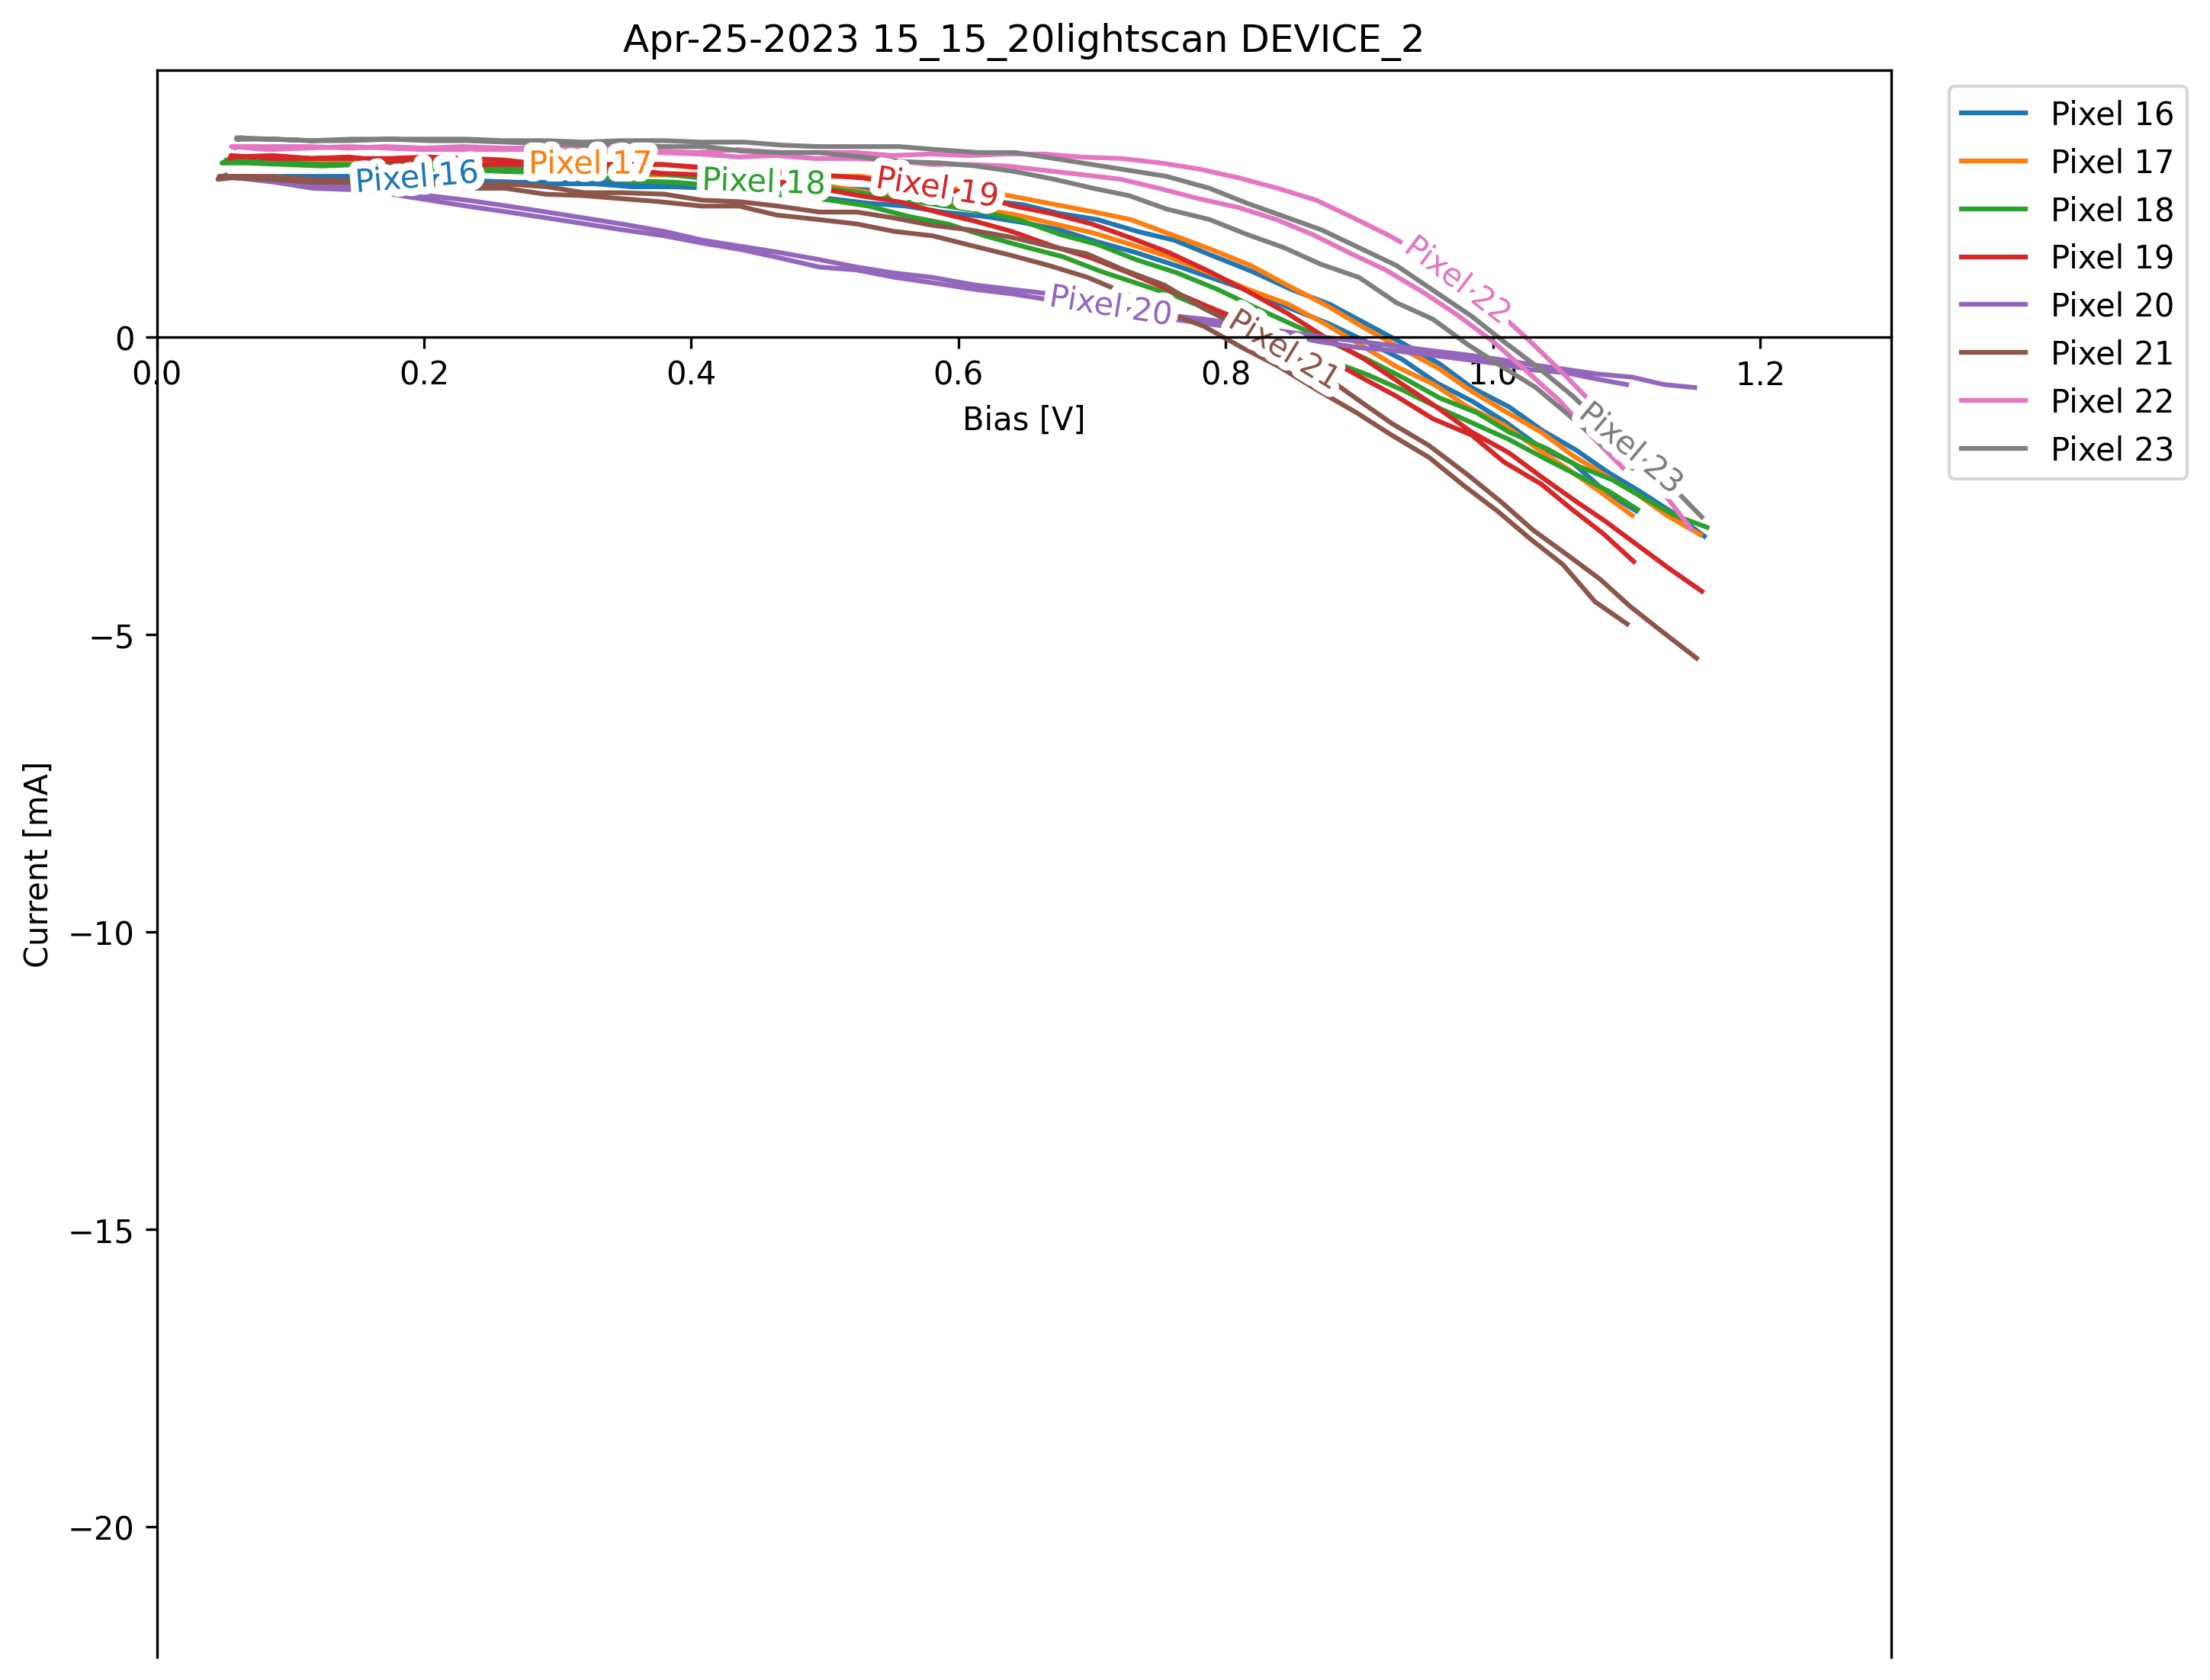 Apr-25-2023 15_15_20lightscan DEVICE_2
Pixel 16
Pixel 17
Pixel 18
Pixel 19
Pixel 20
Pixel 21
Pixel 22
Pixel 23
Pixel 16
Pixel 17
Pixel 18
Pixel 19
Pixel 20
Pixel 21
Pixel 22
Pixel 23
0
−5
−10
−15
−20
0.0
0.2
0.4
0.6
0.8
1.0
1.2
Bias [V]
Current [mA]